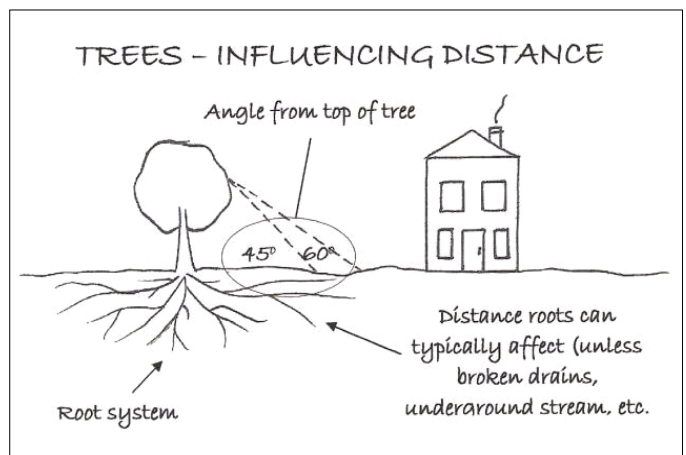 TREES – INFLUENCING DISTANCE
Angle from top of tree
45° 60°
Distance roots can
typically affect (unless
broken drains,
underground stream, etc.
Root system